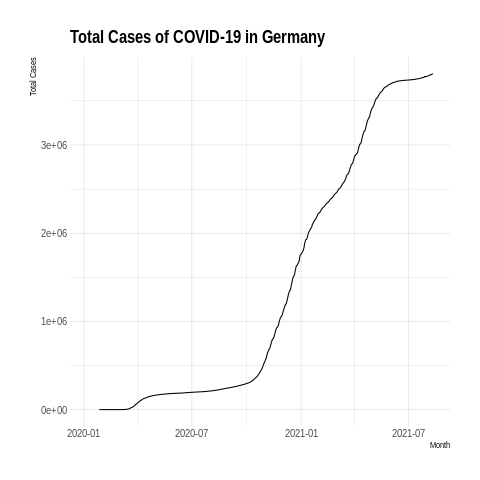 Total Cases of COVID-19 in Germany
Total Cases
3e+06
2e+06
1e+06
0e+00
2020-01 2020-07 2021-01 2021-07
Month